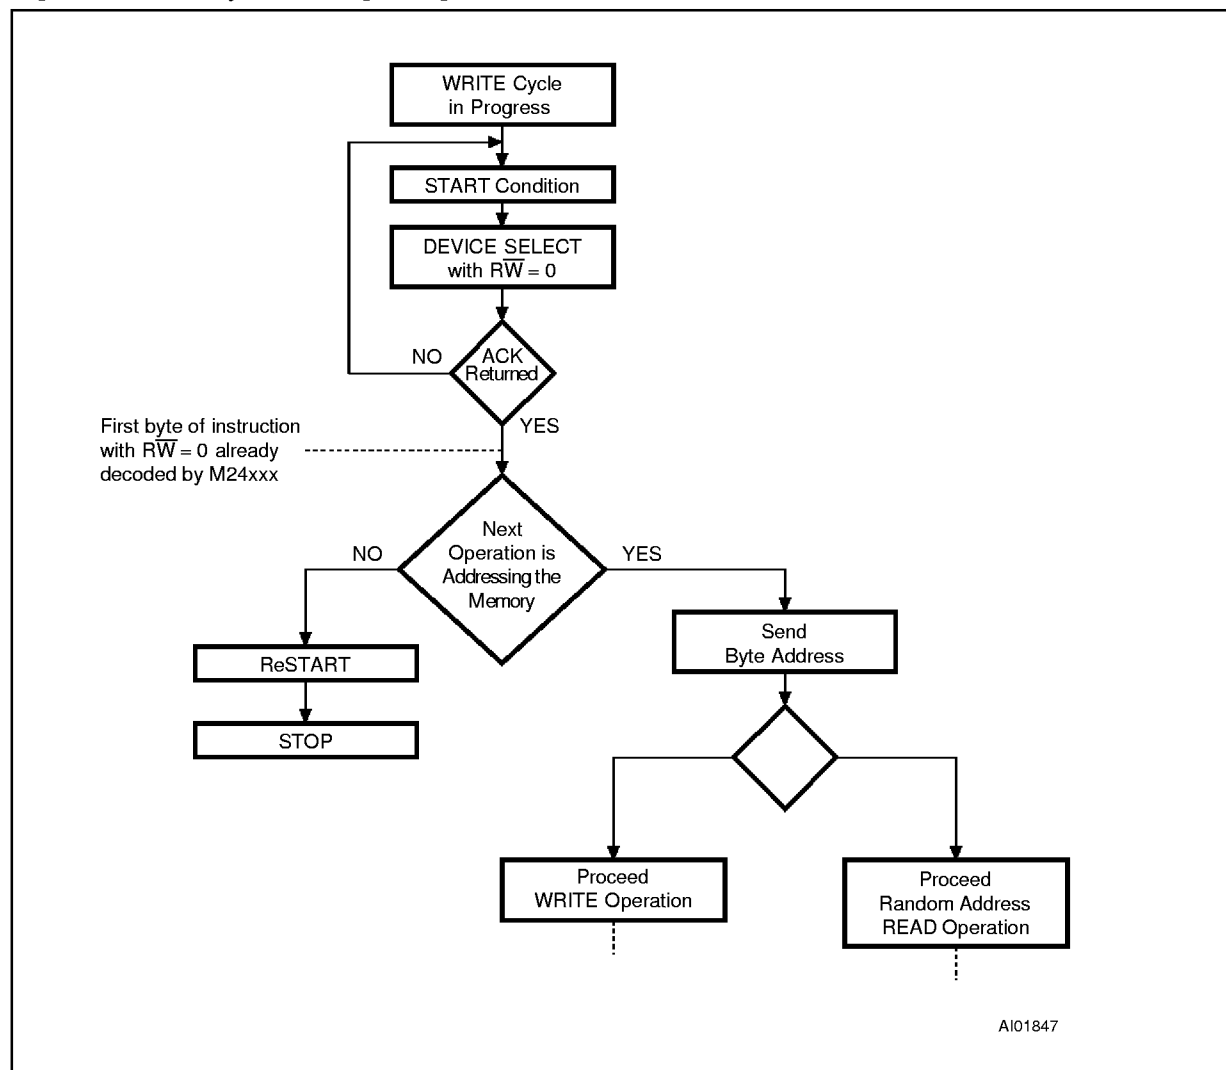 WRITE Cycle
in Progress
START Condition
DEVICE SELECT
with RW̅ = 0
NO
ACK
Returned
YES
First byte of instruction
with RW̅ = 0 already
decoded by M24xxx
Next
Operation is
Addressing the
Memory
NO
YES
Send
Byte Address
ReSTART
STOP
Proceed
WRITE Operation
Proceed
Random Address
READ Operation
AI01847